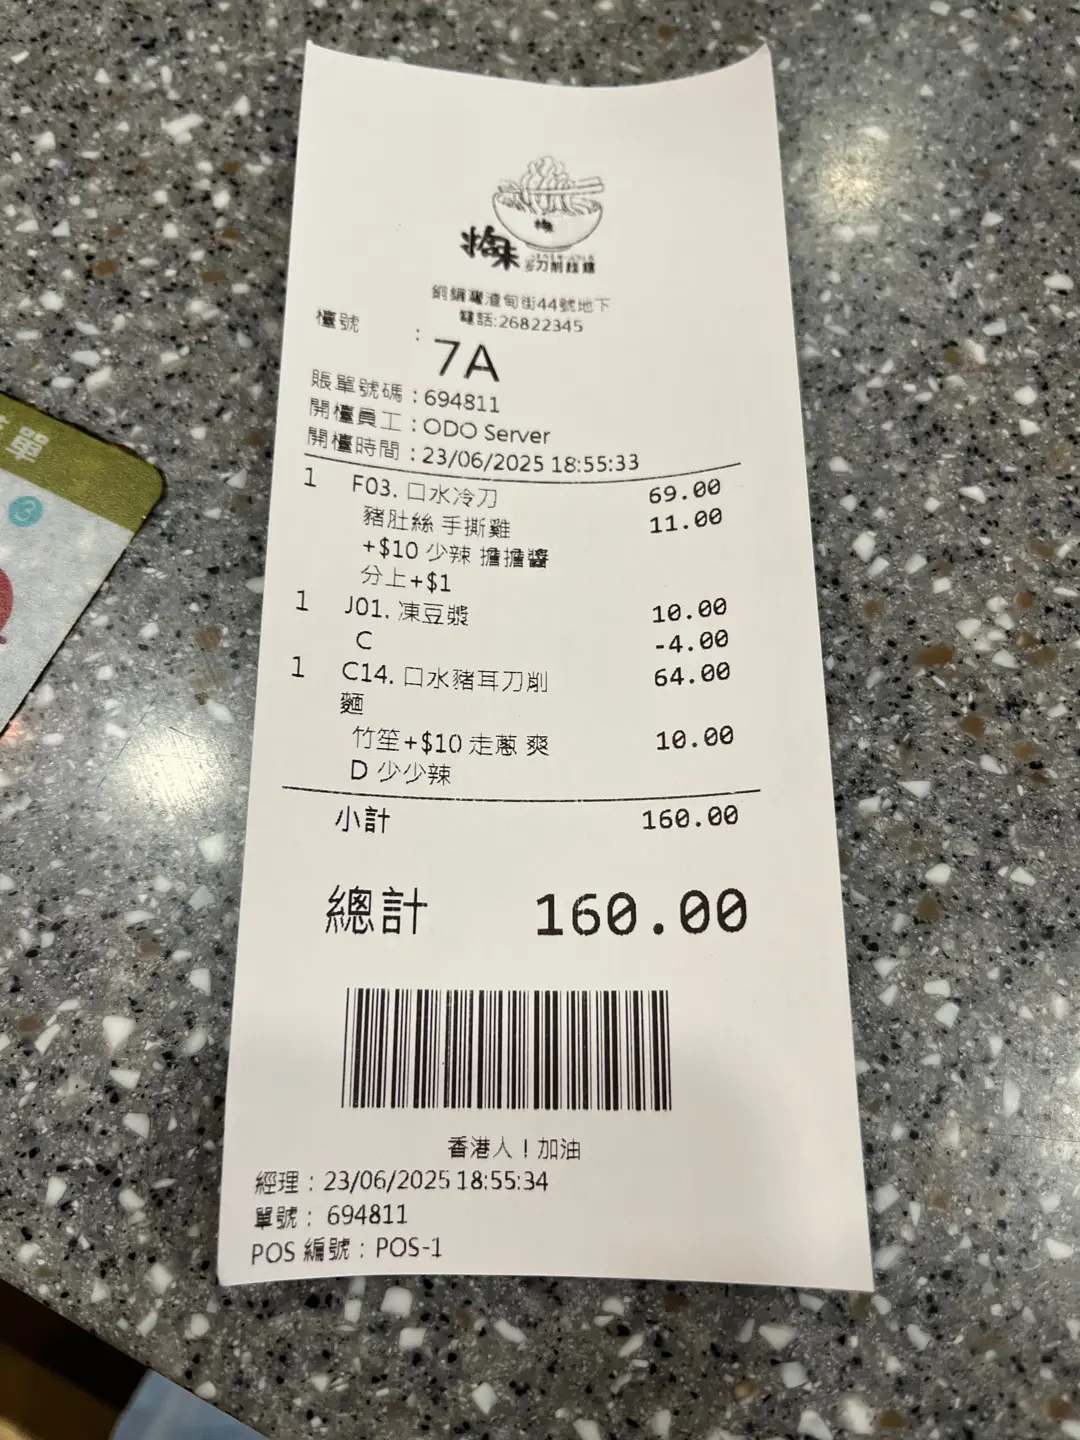 刀削麵
銅鑼灣渣甸街44號地下
電話:26822345
檯號 : 7A
賬單號碼 : 694811
開檯員工 : ODO Server
開檯時間 : 23/06/2025 18:55:33
1 F03. 口水冷刀 69.00
豬肚絲 手撕雞 11.00
+$10 少辣 擔擔醬
分上+$1
1 J01. 凍豆漿 10.00
C -4.00
1 C14. 口水豬耳刀削 64.00
麵
竹笙+$10 走蔥 爽 10.00
D 少少辣
小計 160.00
總計 160.00
香港人！加油
經理 : 23/06/2025 18:55:34
單號 : 694811
POS 編號 : POS-1
單
3